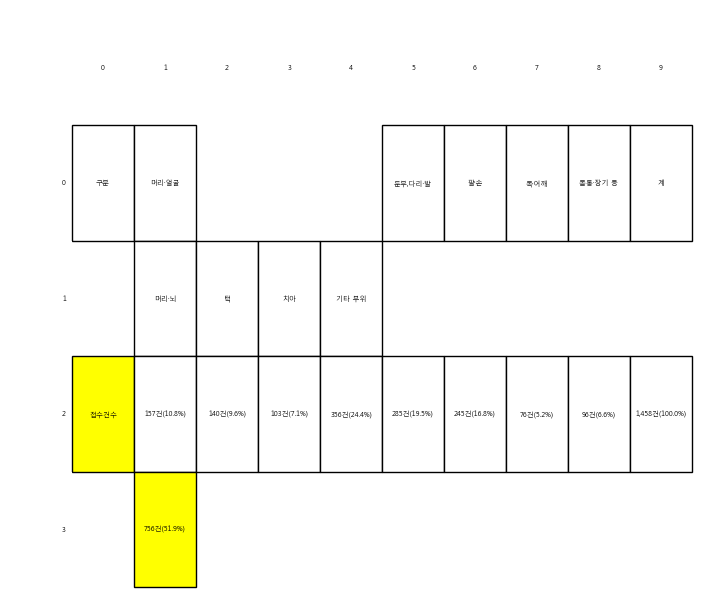 0 1 2 3 4 5 6 7 8 9
0 구분 머리·얼굴 둔부,다리·발 팔·손 목·어깨 몸통·장기 등 계
1 머리·뇌 턱 치아 기타 부위
2 접수건수 157건(10.8%) 140건(9.6%) 103건(7.1%) 356건(24.4%) 285건(19.5%) 245건(16.8%) 76건(5.2%) 96건(6.6%) 1,458건(100.0%)
3 756건(51.9%)